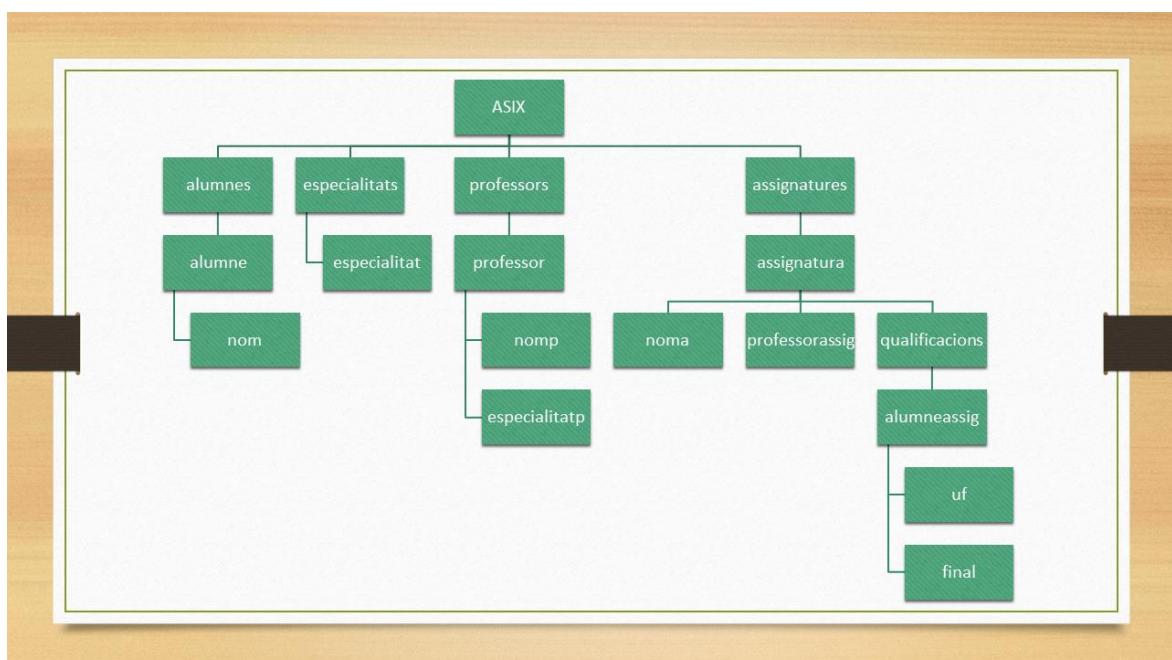 ASIX
alumnes
especialitats
professors
assignatures
alumne
especialitat
professor
assignatura
nom
nomp
noma
professorassig
qualificacions
especialitatp
alumneassig
uf
final